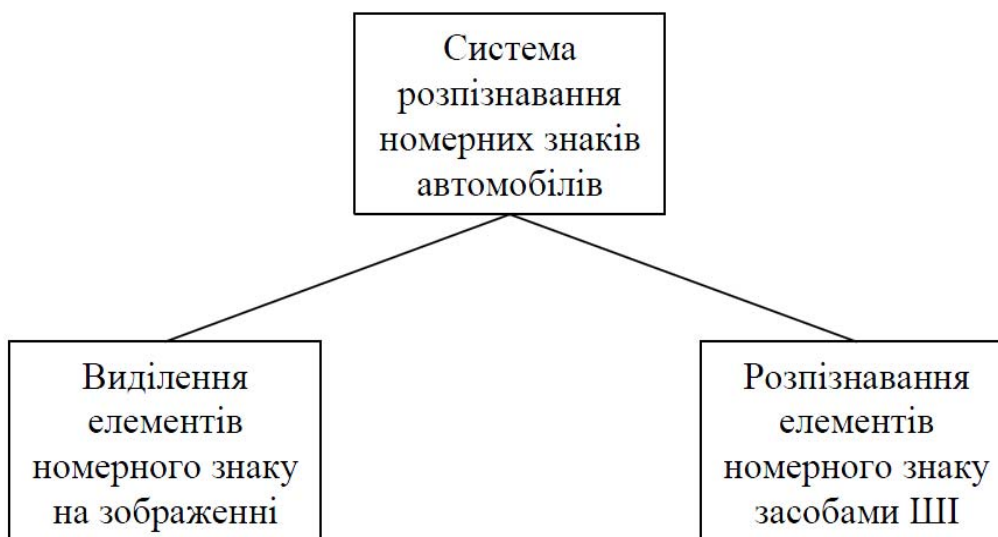 Система
розпізнавання
номерних знаків
автомобілів
Виділення
елементів
номерного знаку
на зображенні
Розпізнавання
елементів
номерного знаку
засобами ШІ